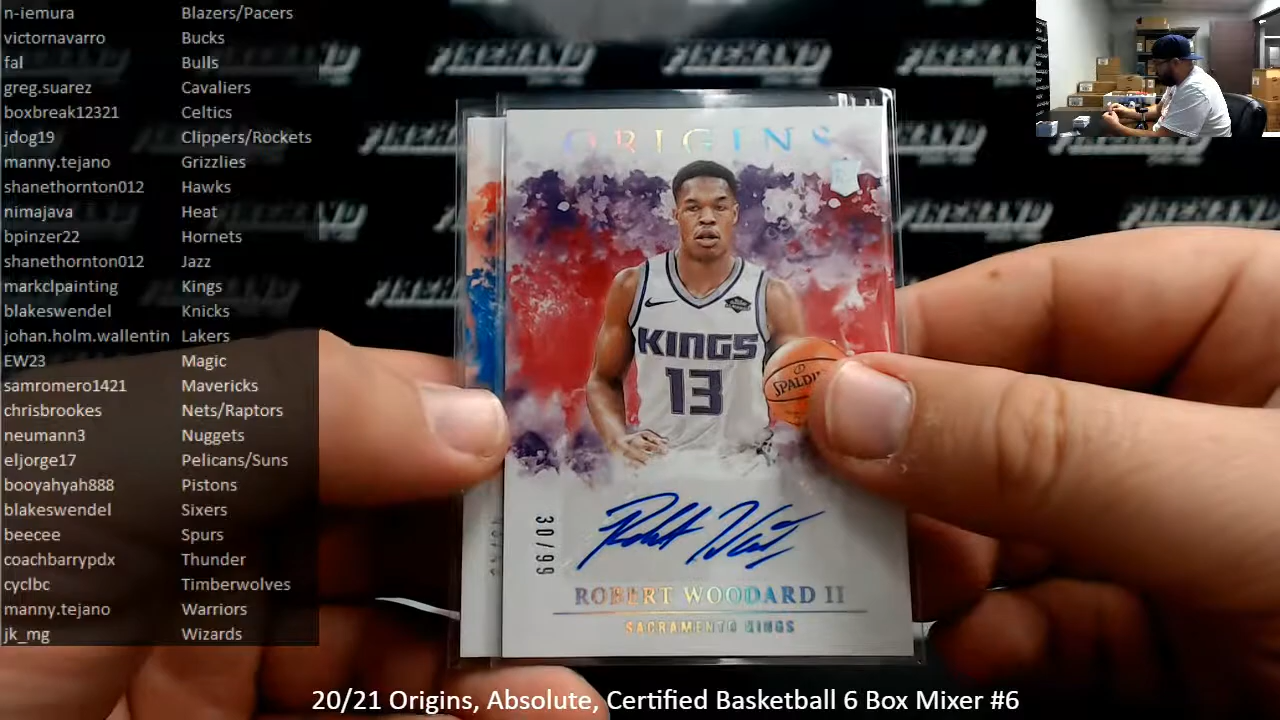 n-iemura Blazers/Pacers
victornavarro Bucks
fal Bulls
greg.suarez Cavaliers
boxbreak12321 Celtics
jdog19 Clippers/Rockets
manny.tejano Grizzlies
shanethornton012 Hawks
nimajava Heat
bpinzer22 Hornets
shanethornton012 Jazz
markclpainting Kings
blakeswendel Knicks
johan.holm.wallentin Lakers
EW23 Magic
samromero1421 Mavericks
chrisbrookes Nets/Raptors
neumann3 Nuggets
eljorge17 Pelicans/Suns
booyahyah888 Pistons
blakeswendel Sixers
beecee Spurs
coachbarrypdx Thunder
cyclbc Timberwolves
manny.tejano Warriors
jk_mg Wizards
ORIGINS
KINGS
13
SPALDING
30/99
ROBERT WOODARD II
SACRAMENTO KINGS
FIREHAND
20/21 Origins, Absolute, Certified Basketball 6 Box Mixer #6